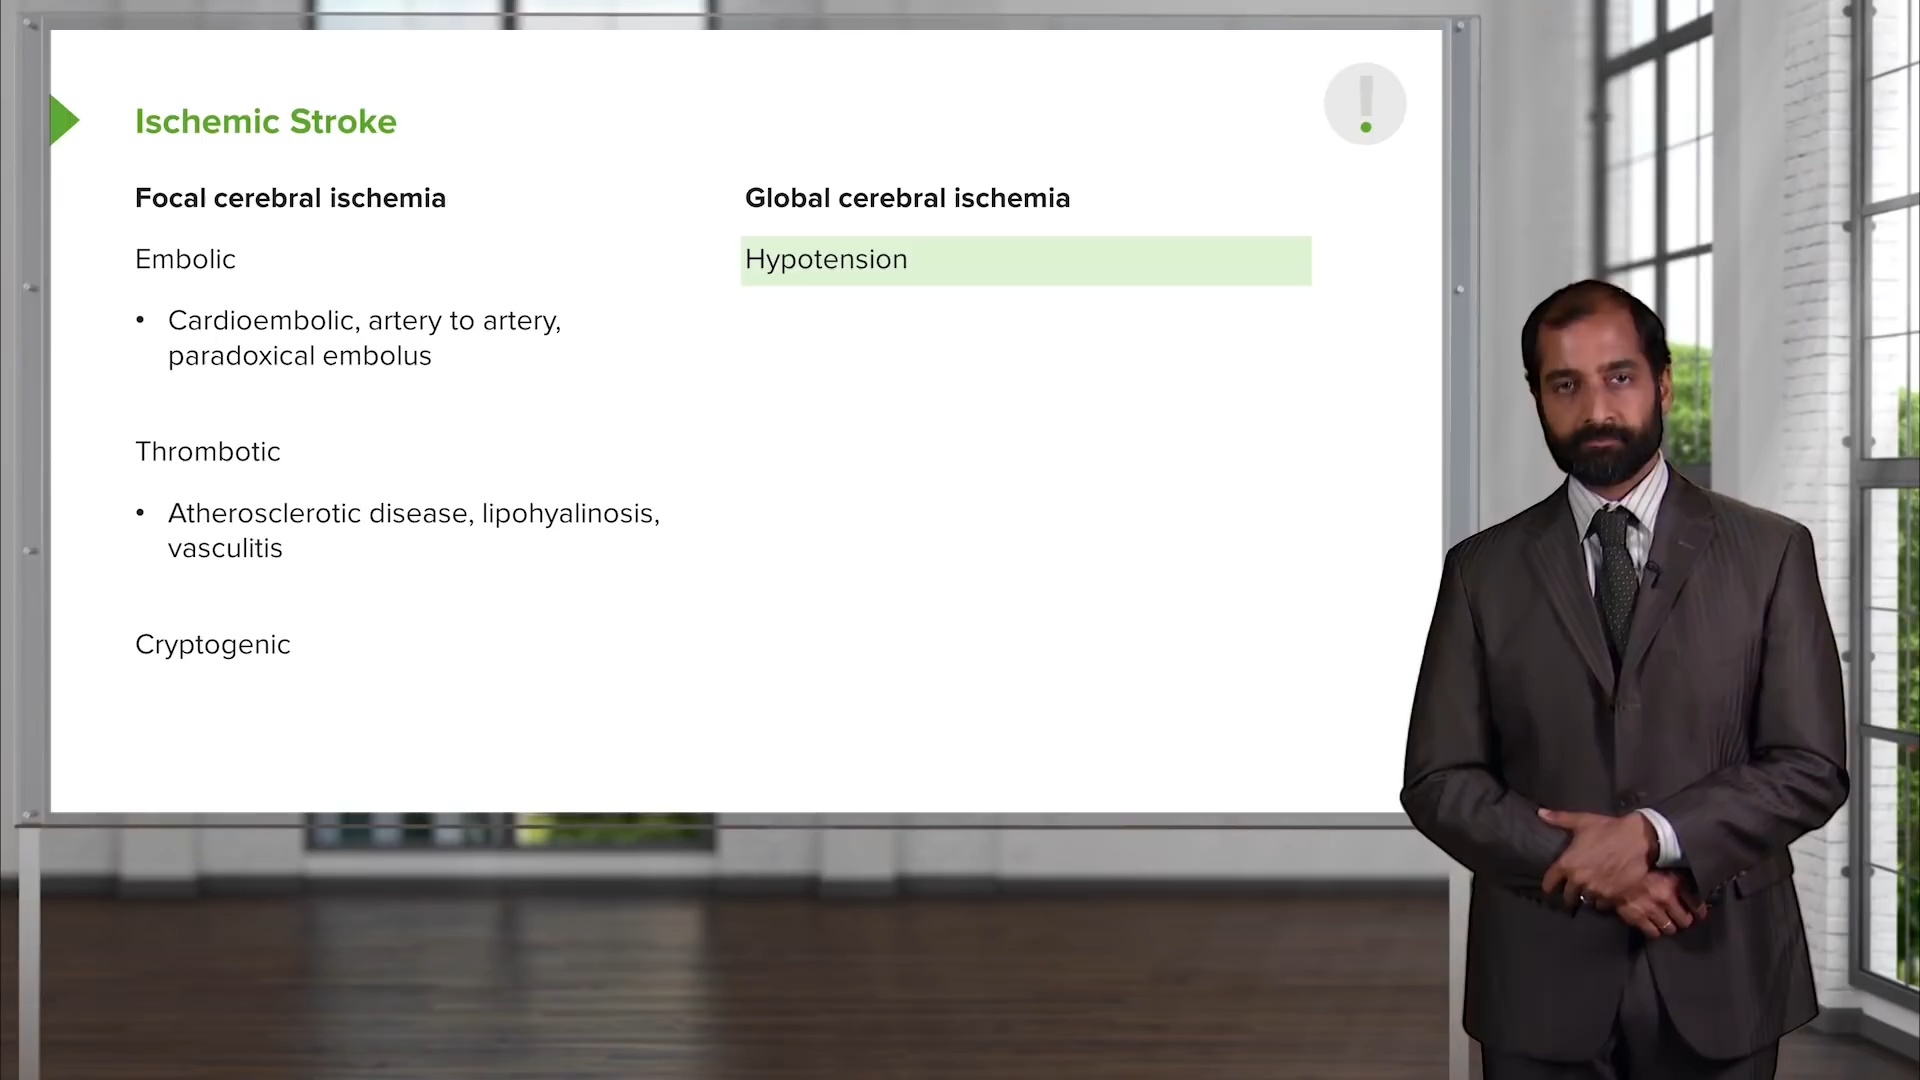 Ischemic Stroke
Focal cerebral ischemia
Embolic
• Cardioembolic, artery to artery,
paradoxical embolus
Thrombotic
• Atherosclerotic disease, lipohyalinosis,
vasculitis
Cryptogenic
Global cerebral ischemia
Hypotension